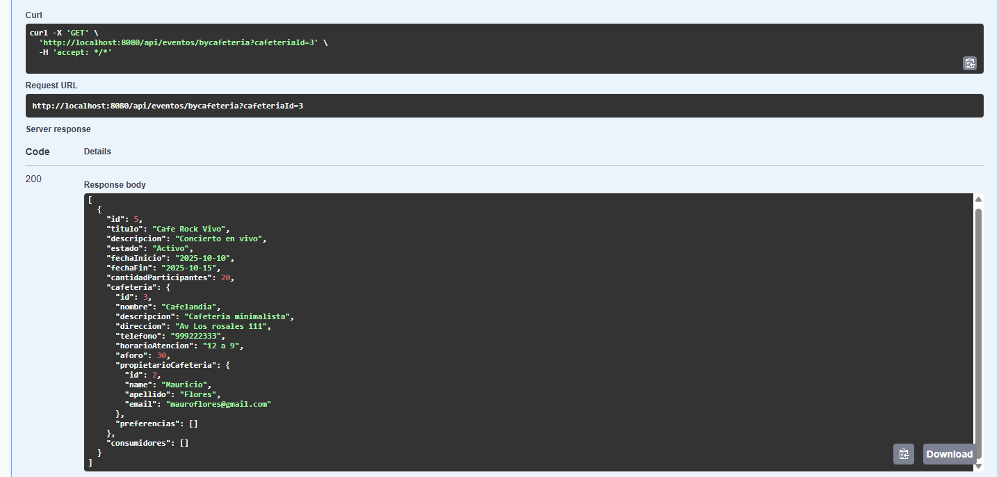 Curl
curl -X 'GET' \
'http://localhost:8080/api/eventos/bycafeteria?cafeteriaId=3' \
-H 'accept: */*'
Request URL
http://localhost:8080/api/eventos/bycafeteria?cafeteriaId=3
Server response
Code Details
200
Response body
[
{
"id": 5,
"titulo": "Cafe Rock Vivo",
"descripcion": "Concierto en vivo",
"estado": "Activo",
"fechaInicio": "2025-10-10",
"fechaFin": "2025-10-15",
"cantidadParticipantes": 20,
"cafeteria": {
"id": 3,
"nombre": "Cafelandia",
"descripcion": "Cafeteria minimalista",
"direccion": "Av Los rosales 111",
"telefono": "999222333",
"horarioAtencion": "12 a 9",
"aforo": 30,
"propietarioCafeteria": {
"id": 2,
"name": "Mauricio",
"apellido": "Flores",
"email": "mauroflores@gmail.com"
},
"preferencias": []
},
"consumidores": []
}
]
Download